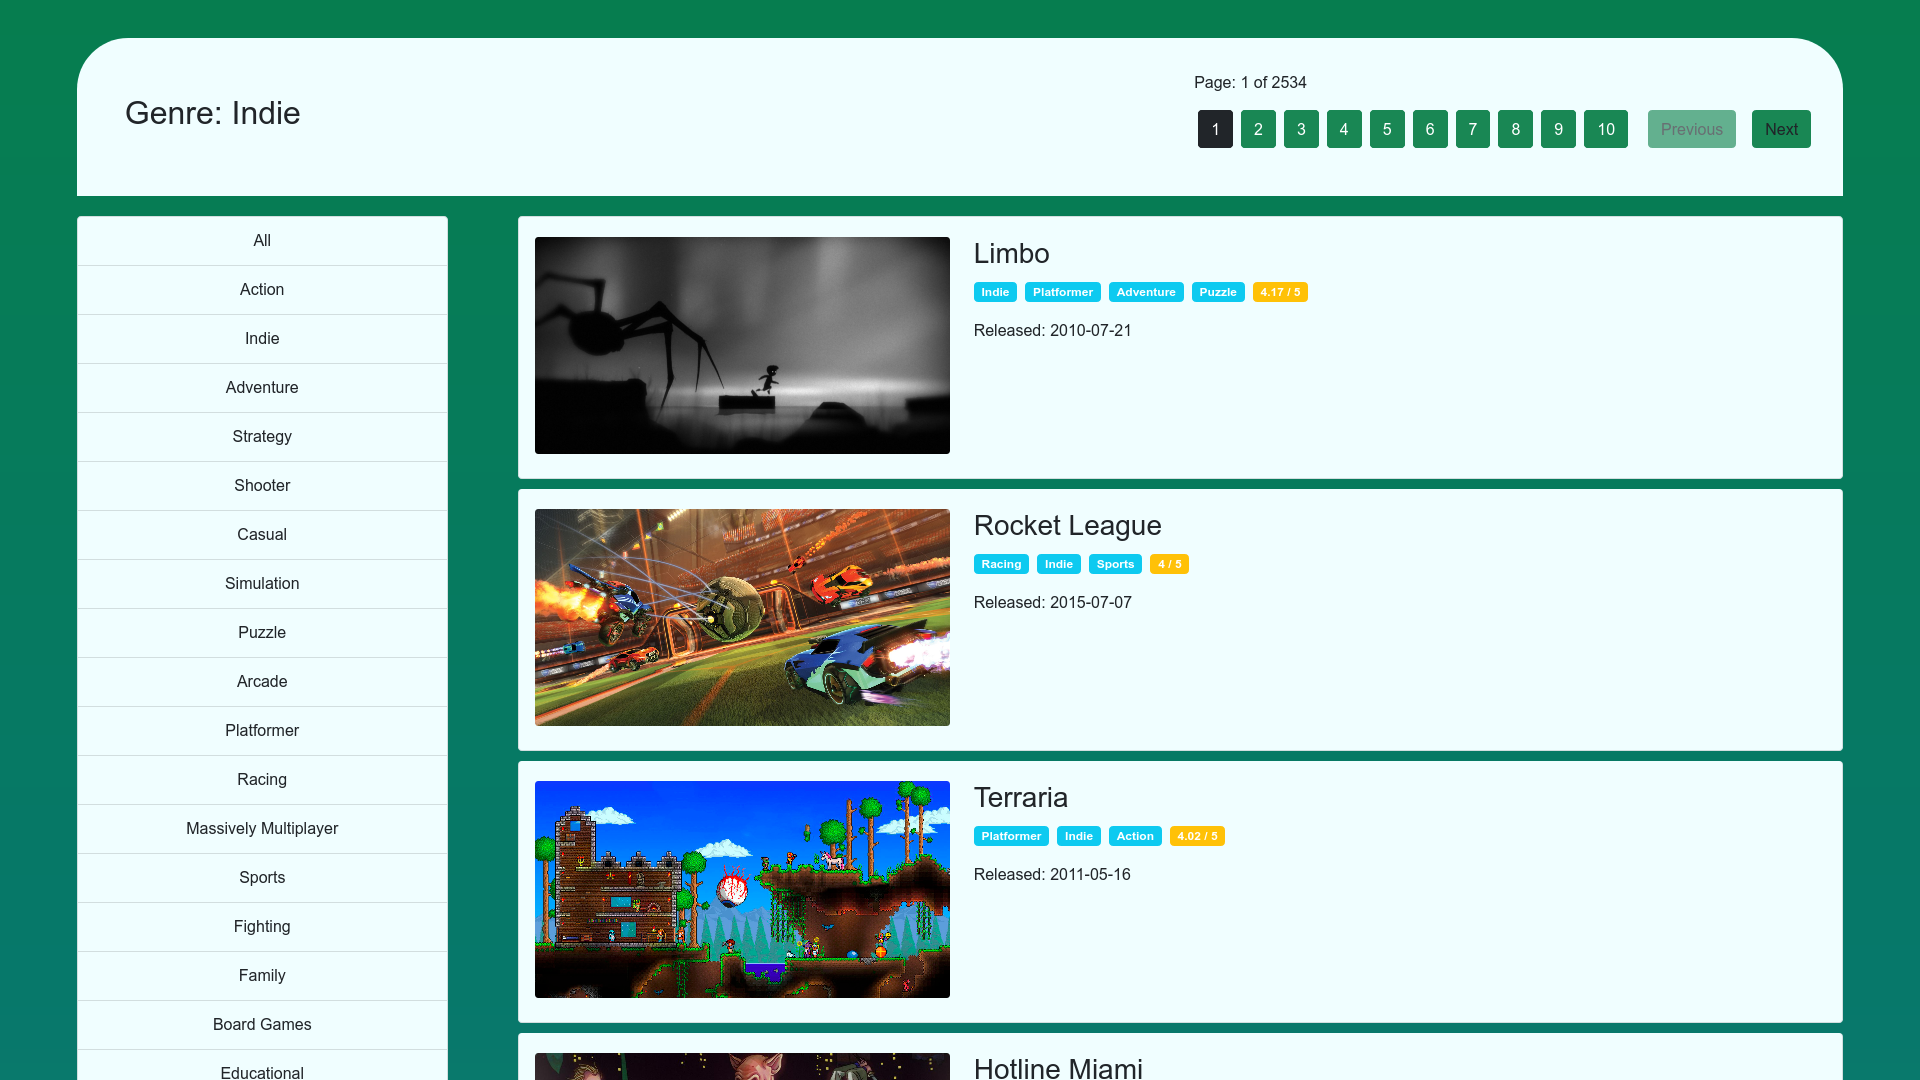 Genre: Indie
Page: 1 of 2534
1 2 3 4 5 6 7 8 9 10 Previous Next
All
Action
Indie
Adventure
Strategy
Shooter
Casual
Simulation
Puzzle
Arcade
Platformer
Racing
Massively Multiplayer
Sports
Fighting
Family
Board Games
Educational
Limbo
Indie Platformer Adventure Puzzle 4.17 / 5
Released: 2010-07-21
Rocket League
Racing Indie Sports 4 / 5
Released: 2015-07-07
Terraria
Platformer Indie Action 4.02 / 5
Released: 2011-05-16
Hotline Miami